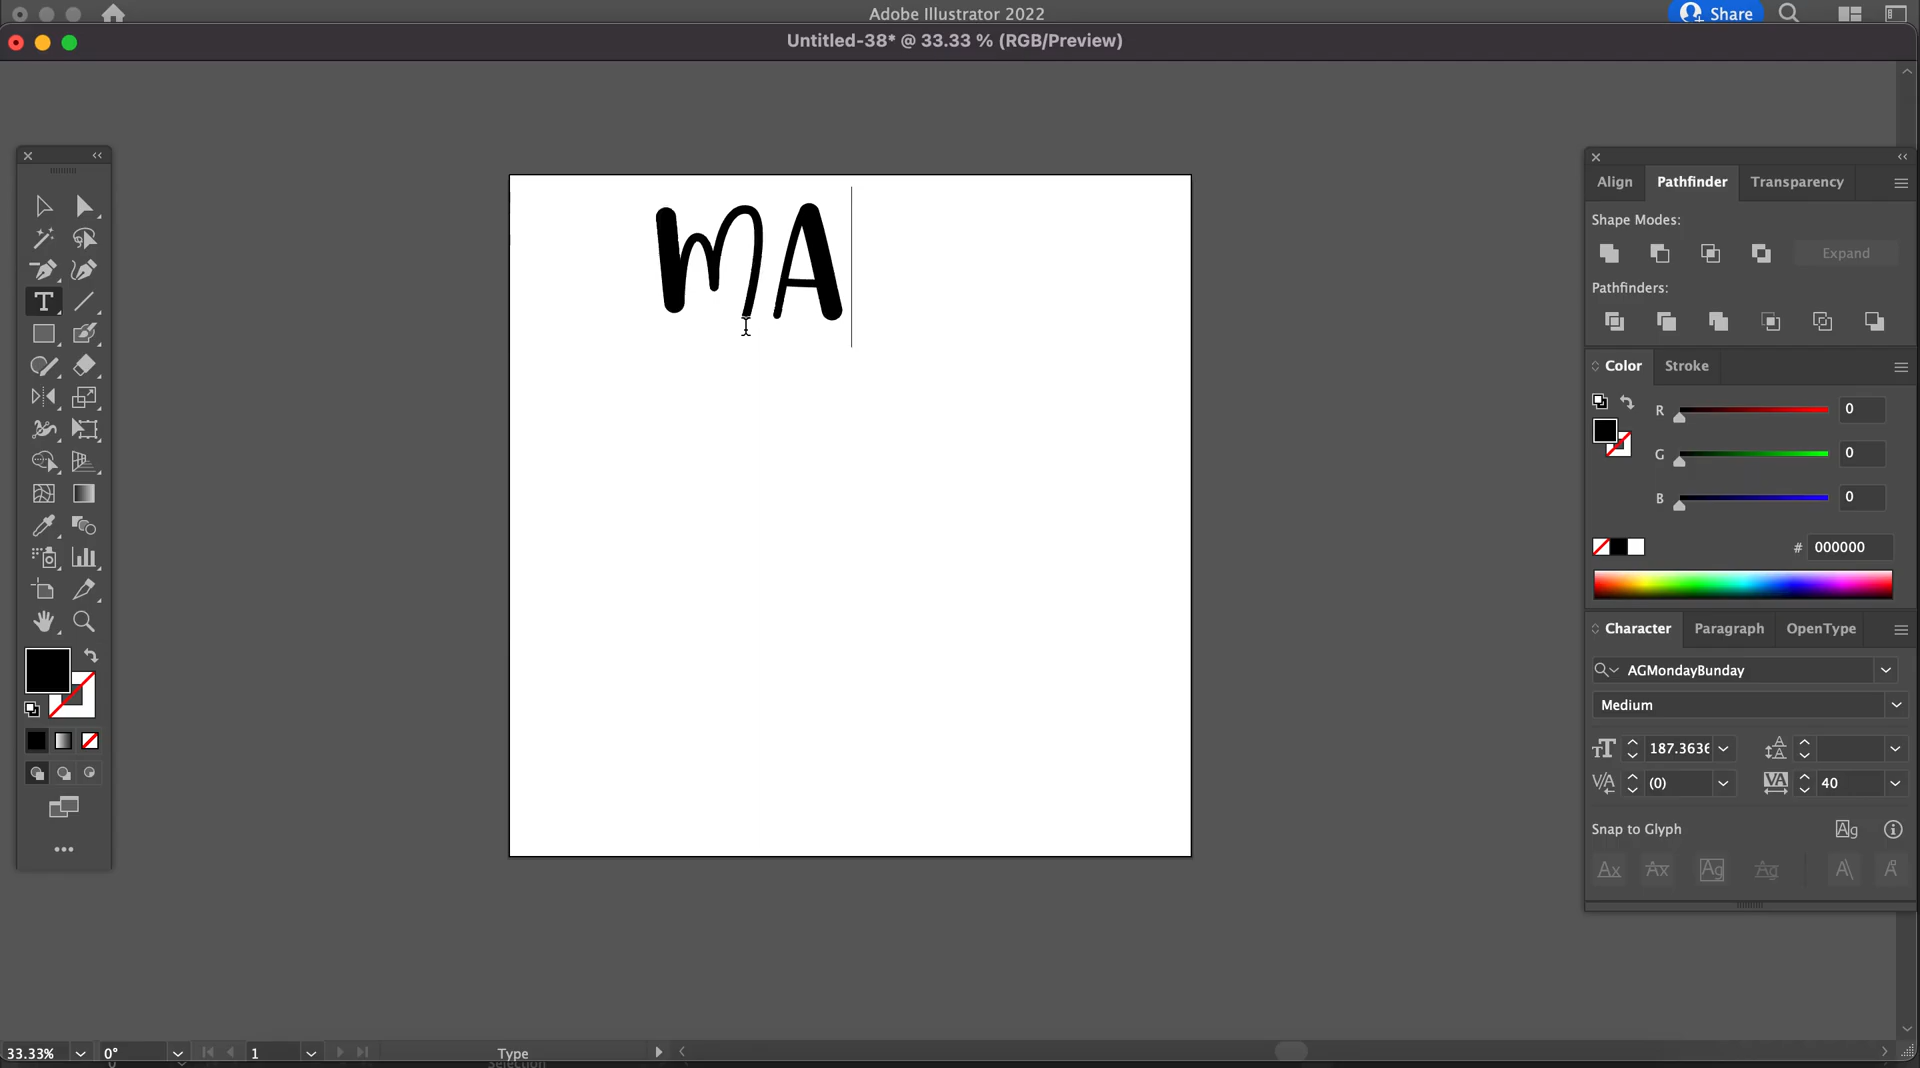 Adobe Illustrator 2022
Share
Untitled-38* @ 33.33 % (RGB/Preview)
MA
Align Pathfinder Transparency
Shape Modes:
Expand
Pathfinders:
Color Stroke
R 0
G 0
B 0
# 000000
Character Paragraph OpenType
AGMondayBunday
Medium
187.3636
(0) 40
Snap to Glyph
33.33% 0° 1 Type
Selection